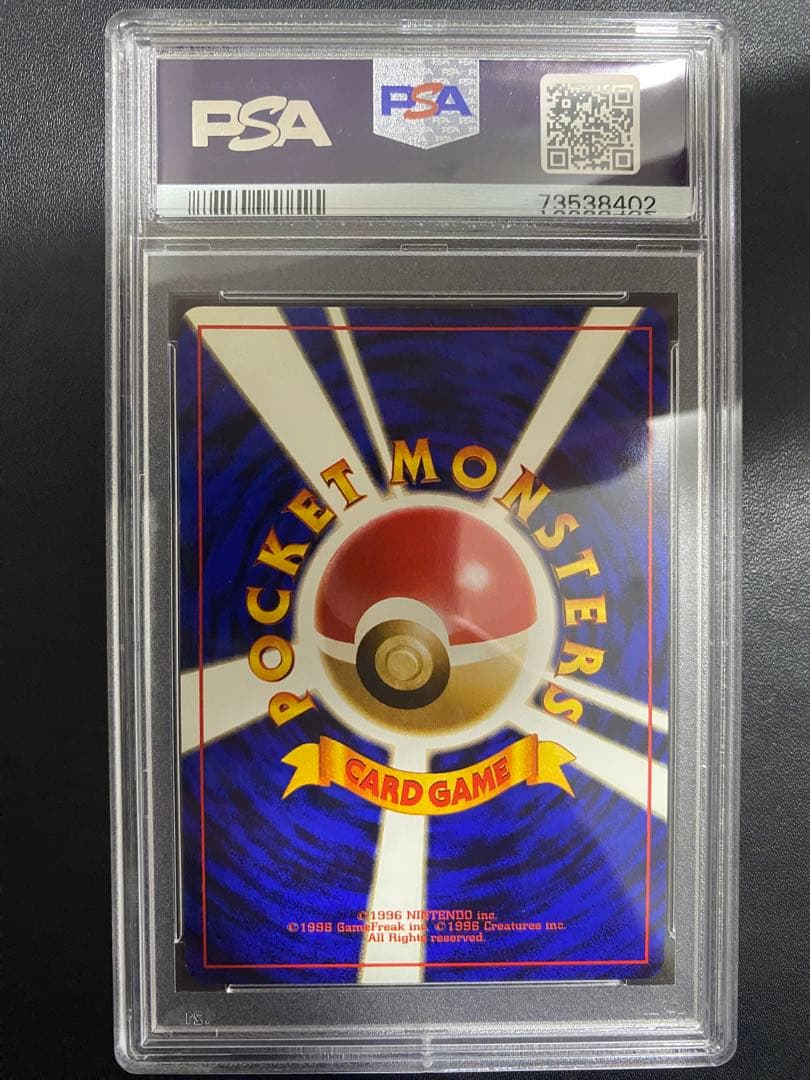 PSA
PSA
73538402
POCKET MONSTERS
CARD GAME
©1996 NINTENDO inc.
©1996 GameFreak inc. ©1996 Creatures inc.
All Rights reserved.